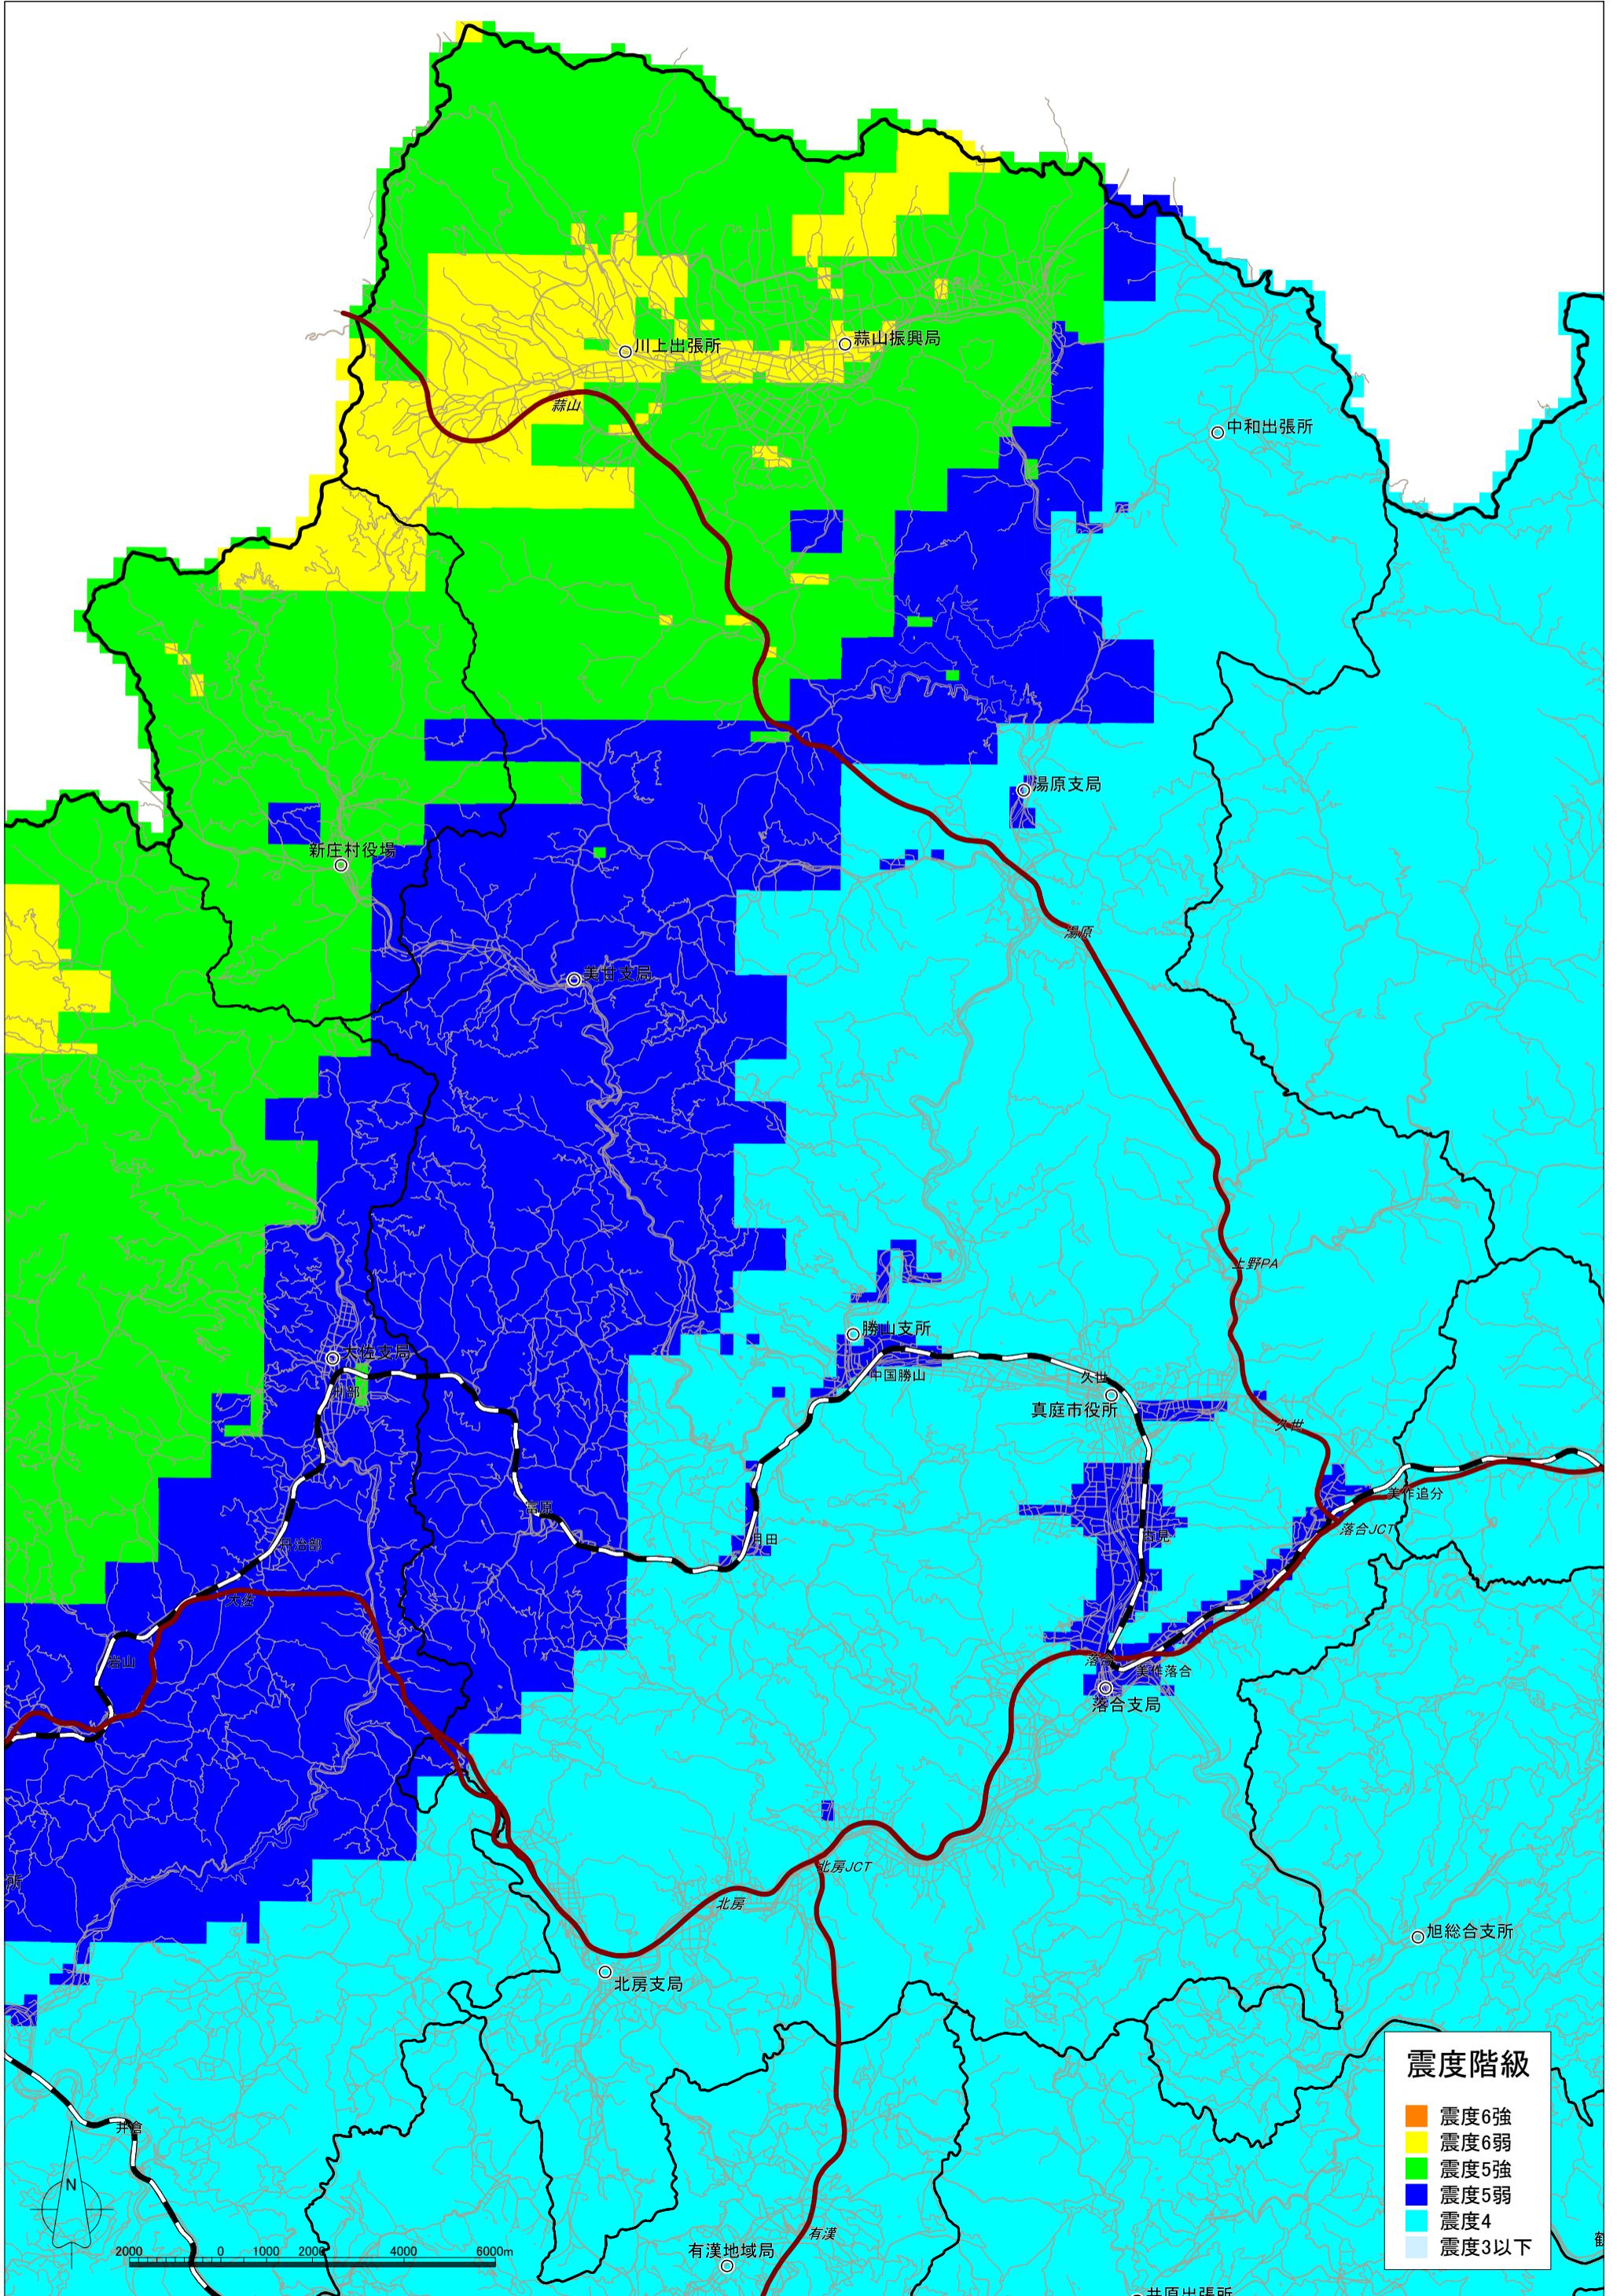 川上出張所
蒜山振興局
蒜山
中和出張所
湯原支局
新庄村役場
湯原
美甘支局
上野PA
勝山支所
大佐支局
中国勝山
久世
刑部
真庭市役所
久世
美作追分
富原
落合JCT
月田
古見
丹治部
大佐
落合
岩山
美作落合
落合支局
北房JCT
所
北房
旭総合支所
北房支局
震度階級
震度6強
震度6弱
震度5強
震度5弱
震度4
震度3以下
井倉
N
有漢
有漢地域局
2000 0 1000 2000 4000 6000m